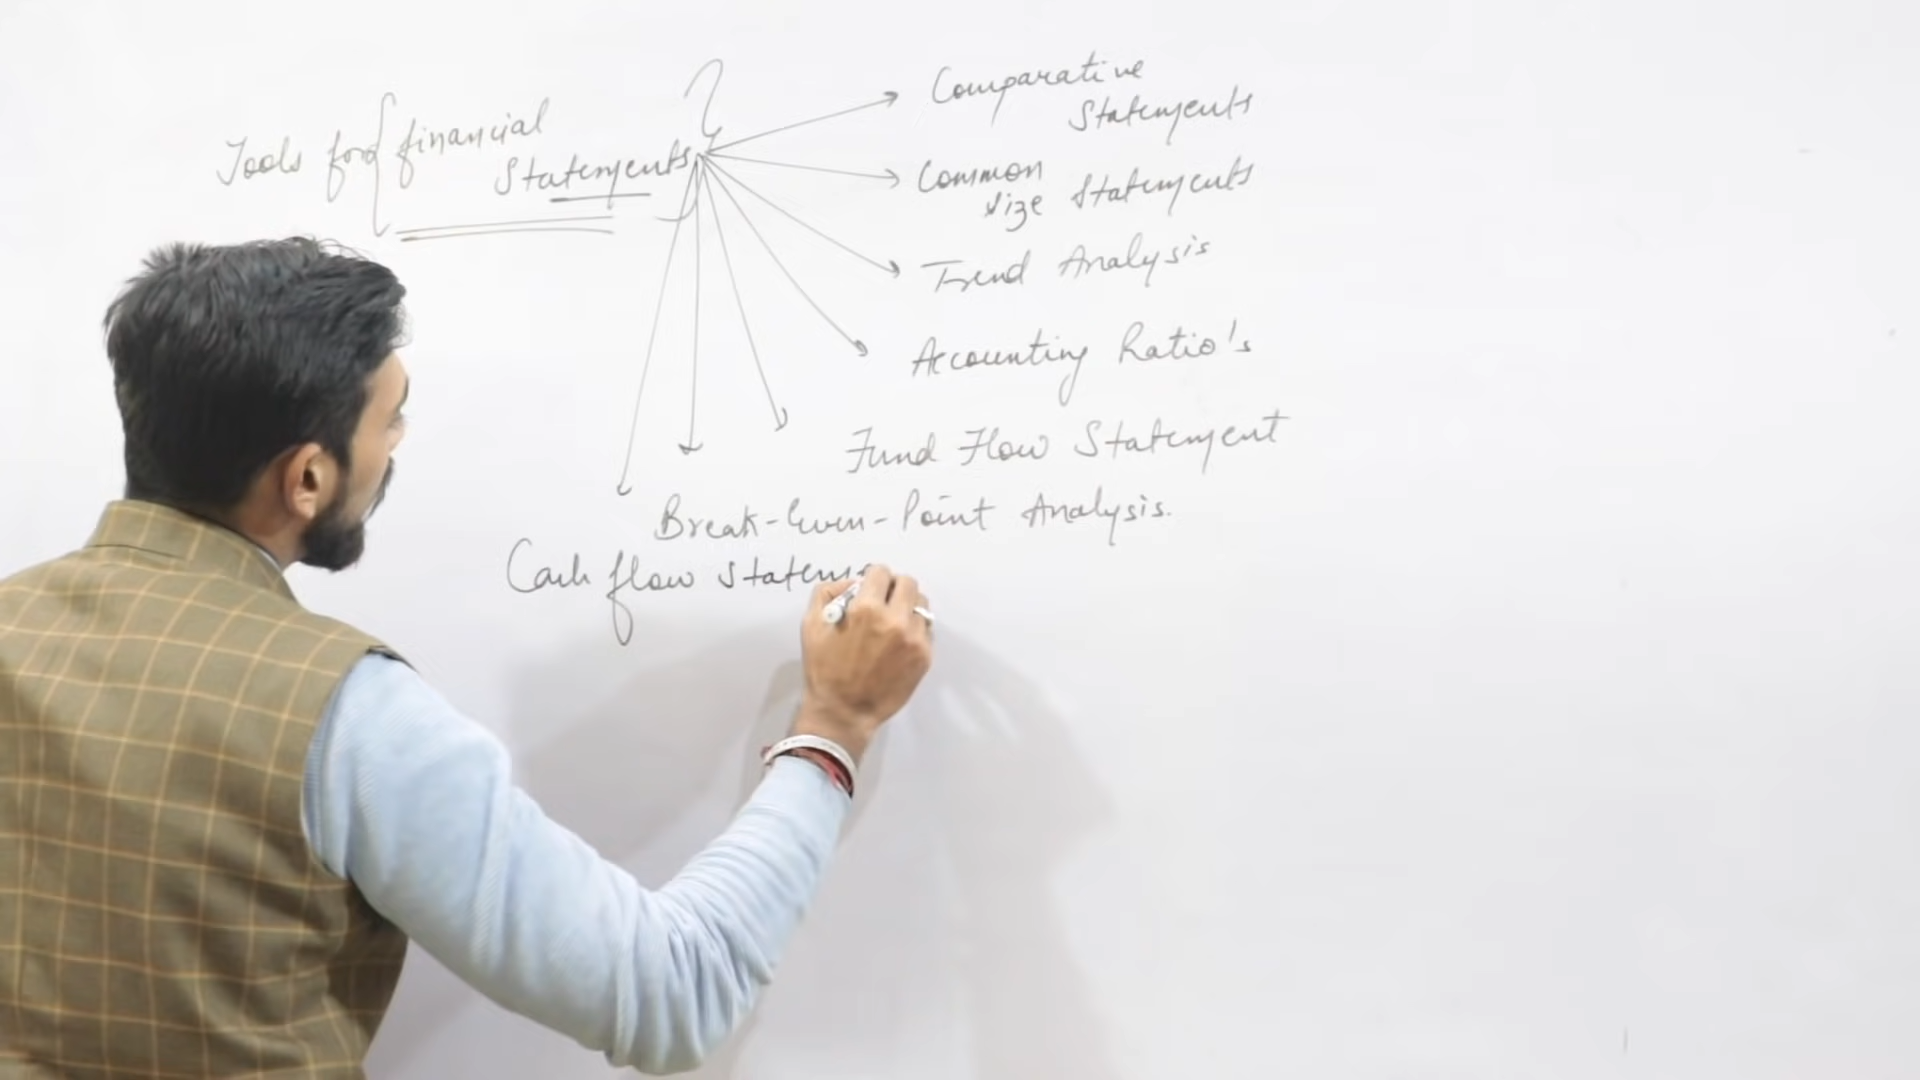 Tools for {financial
Statements}
Comparative
Statements
Common
size Statements
Trend Analysis
Accounting Ratio's
Fund Flow Statement
Break-Even-Point Analysis.
Cash flow Stateme